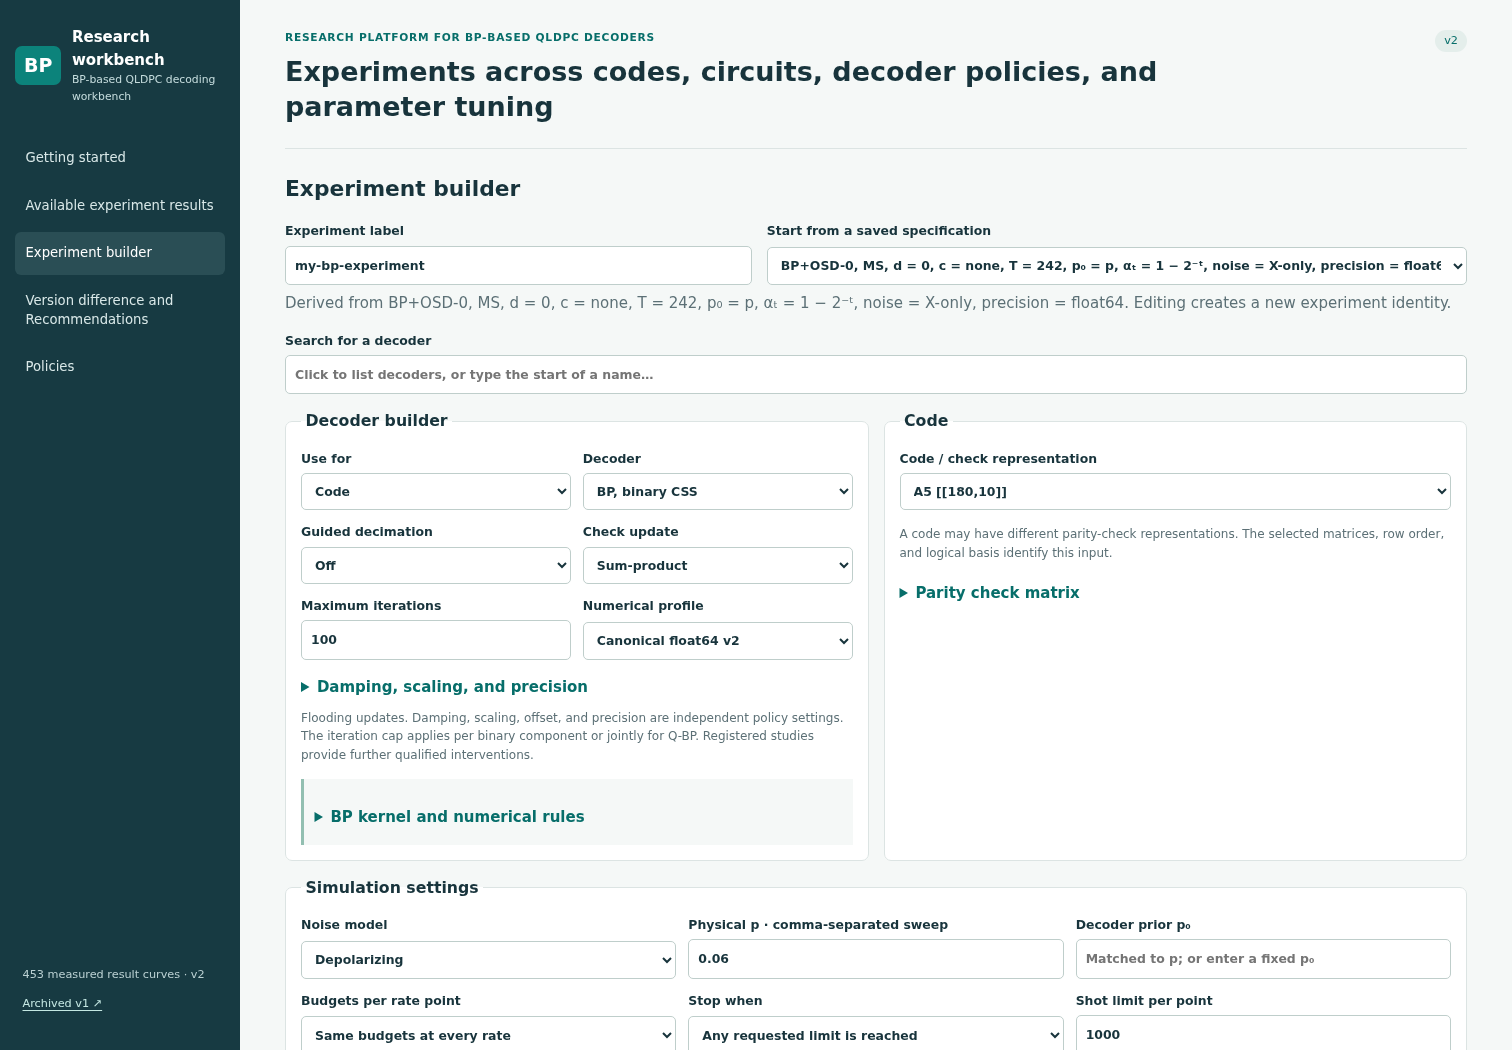 BP
Research
workbench
BP-based QLDPC decoding
workbench
Getting started
Available experiment results
Experiment builder
Version difference and
Recommendations
Policies
453 measured result curves · v2
Archived v1 ↗
RESEARCH PLATFORM FOR BP-BASED QLDPC DECODERS
v2
Experiments across codes, circuits, decoder policies, and
parameter tuning
Experiment builder
Experiment label
my-bp-experiment
Start from a saved specification
BP+OSD-0, MS, d = 0, c = none, T = 242, p₀ = p, αₜ = 1 − 2⁻ᵗ, noise = X-only, precision = float6
Derived from BP+OSD-0, MS, d = 0, c = none, T = 242, p₀ = p, αₜ = 1 − 2⁻ᵗ, noise = X-only, precision = float64. Editing creates a new experiment identity.
Search for a decoder
Click to list decoders, or type the start of a name…
Decoder builder
Use for
Code
Decoder
BP, binary CSS
Guided decimation
Off
Check update
Sum-product
Maximum iterations
100
Numerical profile
Canonical float64 v2
▶ Damping, scaling, and precision
Flooding updates. Damping, scaling, offset, and precision are independent policy settings.
The iteration cap applies per binary component or jointly for Q-BP. Registered studies
provide further qualified interventions.
▶ BP kernel and numerical rules
Code
Code / check representation
A5 [[180,10]]
A code may have different parity-check representations. The selected matrices, row order,
and logical basis identify this input.
▶ Parity check matrix
Simulation settings
Noise model
Depolarizing
Physical p · comma-separated sweep
0.06
Decoder prior p₀
Matched to p; or enter a fixed p₀
Budgets per rate point
Same budgets at every rate
Stop when
Any requested limit is reached
Shot limit per point
1000